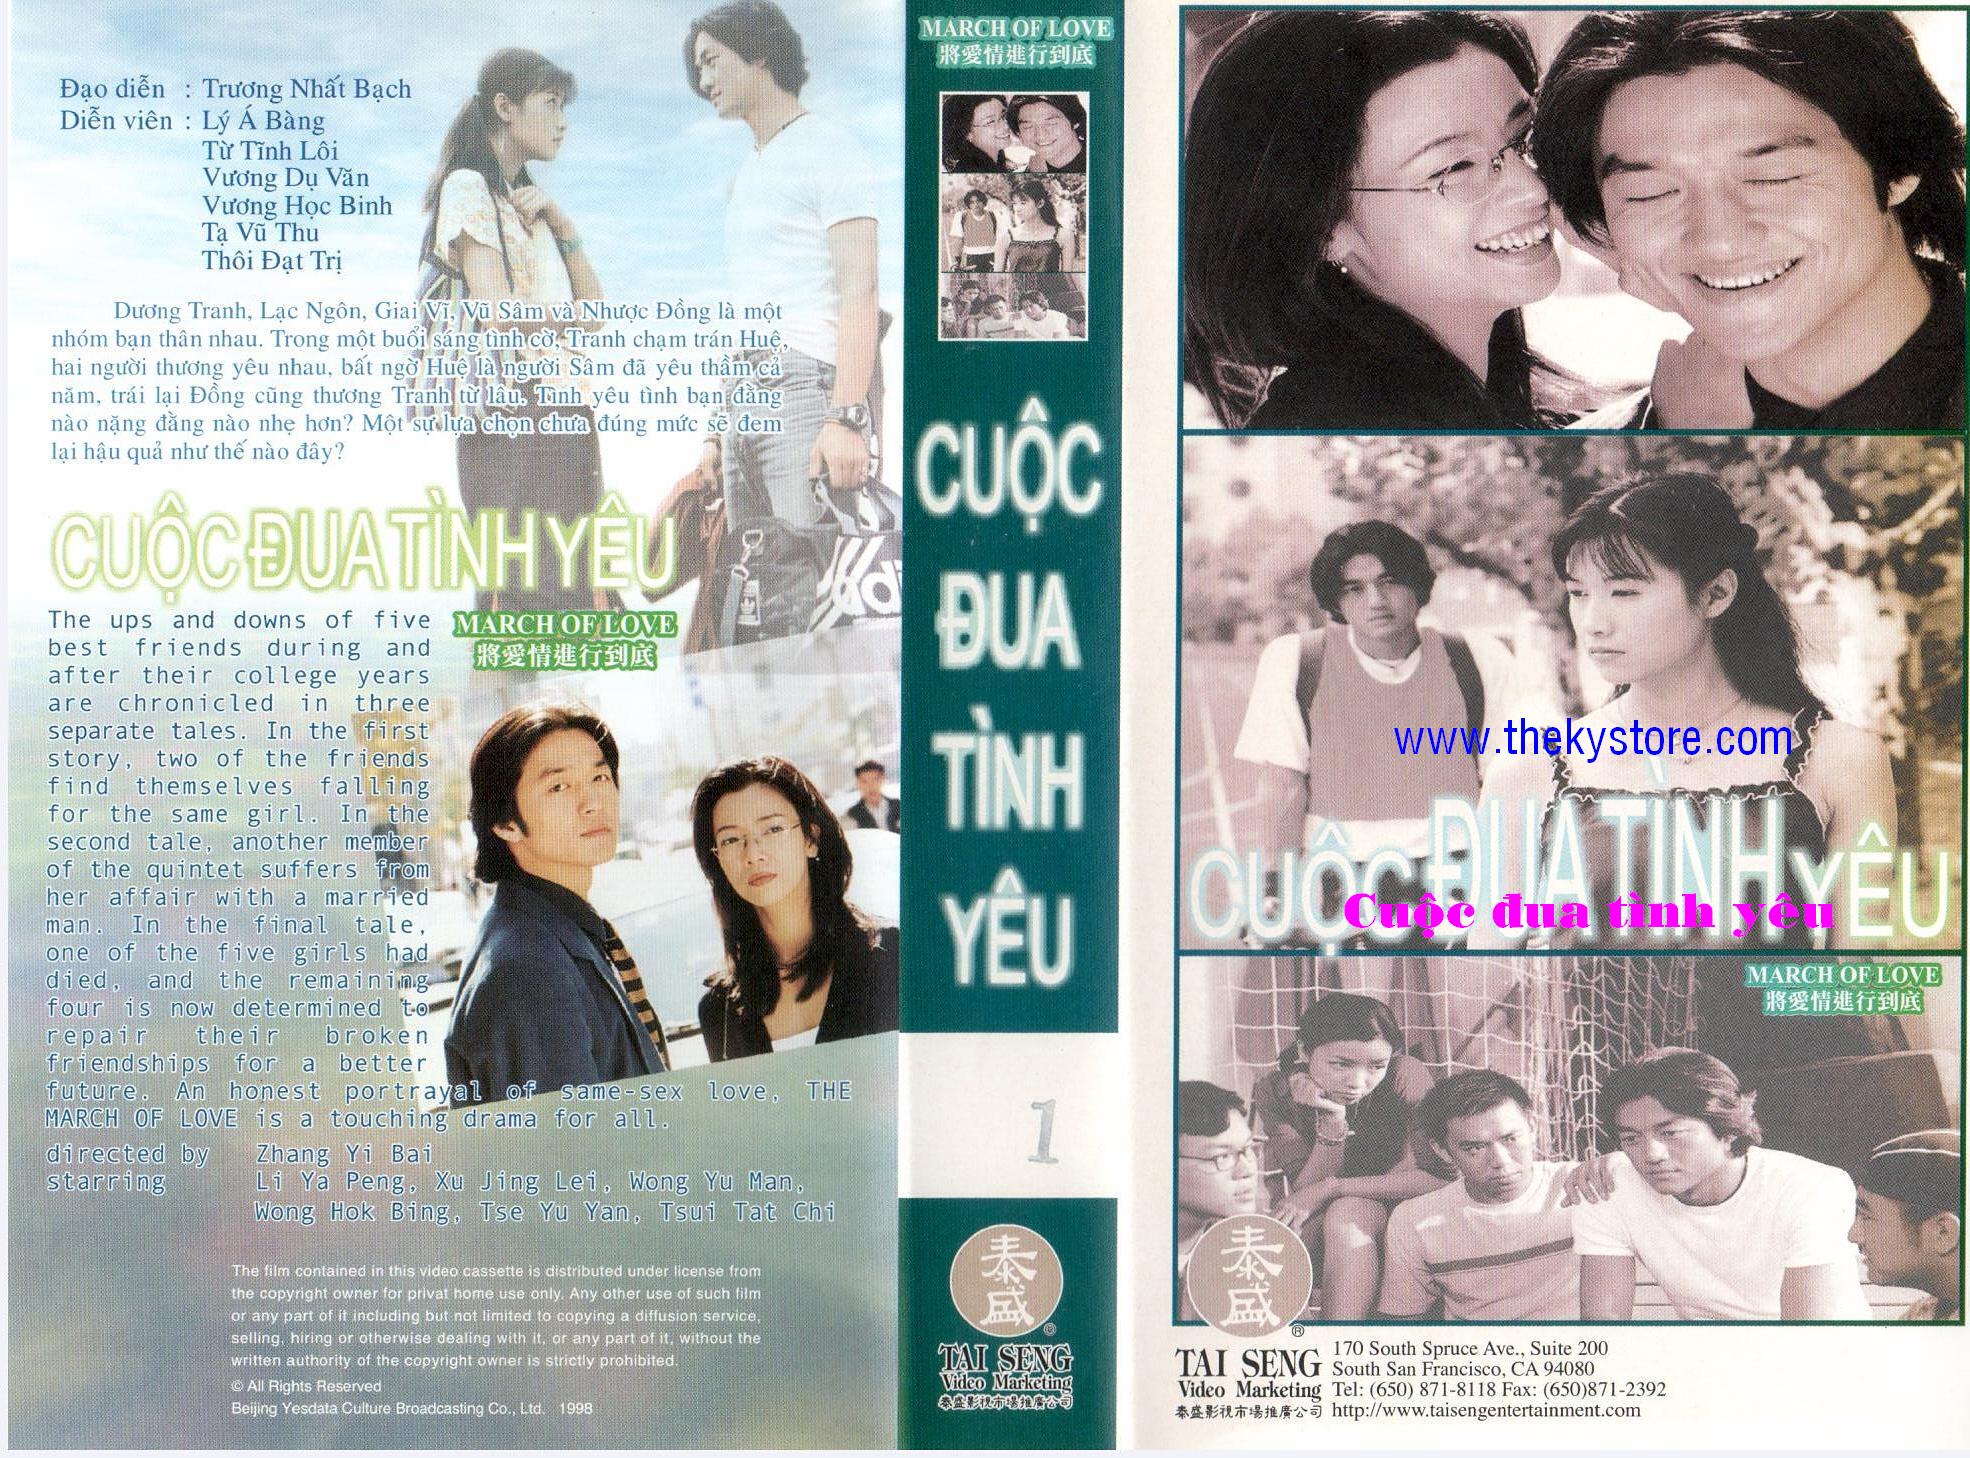 Đạo diễn : Trương Nhất Bạch
Diễn viên : Lý Á Bàng
Từ Tĩnh Lôi
Vương Dụ Văn
Vương Học Binh
Tạ Vũ Thu
Thôi Đạt Trị
Dương Tranh, Lạc Ngôn, Giai Vĩ, Vũ Sâm và Nhược Đồng là một
nhóm bạn thân nhau. Trong một buổi sáng tình cờ, Tranh chạm trán Huệ,
hai người thương yêu nhau, bất ngờ Huệ là người Sâm đã yêu thầm cả
năm, trái lại Đồng cũng thương Tranh từ lâu. Tình yêu tình bạn đằng
nào nặng đằng nào nhẹ hơn? Một sự lựa chọn chưa đúng mức sẽ đem
lại hậu quả như thế nào đây?
CUỘC ĐUA TÌNH YÊU
MARCH OF LOVE
將愛情進行到底
The ups and downs of five
best friends during and
after their college years
are chronicled in three
separate tales. In the first
story, two of the friends
find themselves falling
for the same girl. In the
second tale, another member
of the quintet suffers from
her affair with a married
man. In the final tale,
one of the five girls had
died, and the remaining
four is now determined to
repair their broken
friendships for a better
future. An honest portrayal of same-sex love, THE
MARCH OF LOVE is a touching drama for all.
directed by Zhang Yi Bai
starring Li Ya Peng, Xu Jing Lei, Wong Yu Man,
Wong Hok Bing, Tse Yu Yan, Tsui Tat Chi
The film contained in this video cassette is distributed under license from
the copyright owner for privat home use only. Any other use of such film
or any part of it including but not limited to copying a diffusion service,
selling, hiring or otherwise dealing with it, or any part of it, without the
written authority of the copyright owner is strictly prohibited.
© All Rights Reserved
Beijing Yesdata Culture Broadcasting Co., Ltd. 1998
MARCH OF LOVE
將愛情進行到底
CUỘC
ĐUA
TÌNH
YÊU
1
泰盛
®
TAI SENG
Video Marketing
泰盛影視市場推廣公司
www.thekystore.com
CUỘC ĐUA TÌNH YÊU
Cuộc đua tình yêu
MARCH OF LOVE
將愛情進行到底
泰盛
®
TAI SENG
Video Marketing
泰盛影視市場推廣公司
170 South Spruce Ave., Suite 200
South San Francisco, CA 94080
Tel: (650) 871-8118 Fax: (650)871-2392
http://www.taisengentertainment.com